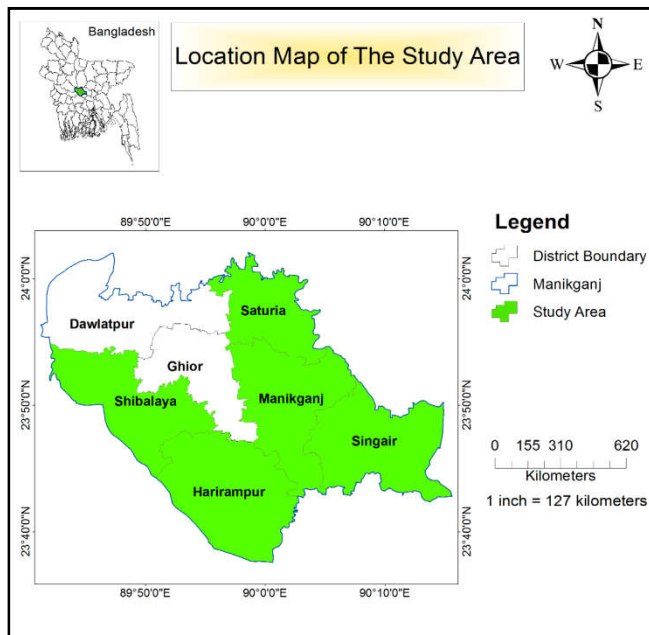 Bangladesh
Location Map of The Study Area
N
W E
S
89°50'0"E 90°0'0"E 90°10'0"E
24°0'0"N 24°0'0"N
23°50'0"N 23°50'0"N
23°40'0"N 23°40'0"N
Dawlatpur
Saturia
Ghior
Shibalaya
Manikganj
Singair
Harirampur
89°50'0"E 90°0'0"E 90°10'0"E
Legend
District Boundary
Manikganj
Study Area
0 155 310 620
Kilometers
1 inch = 127 kilometers